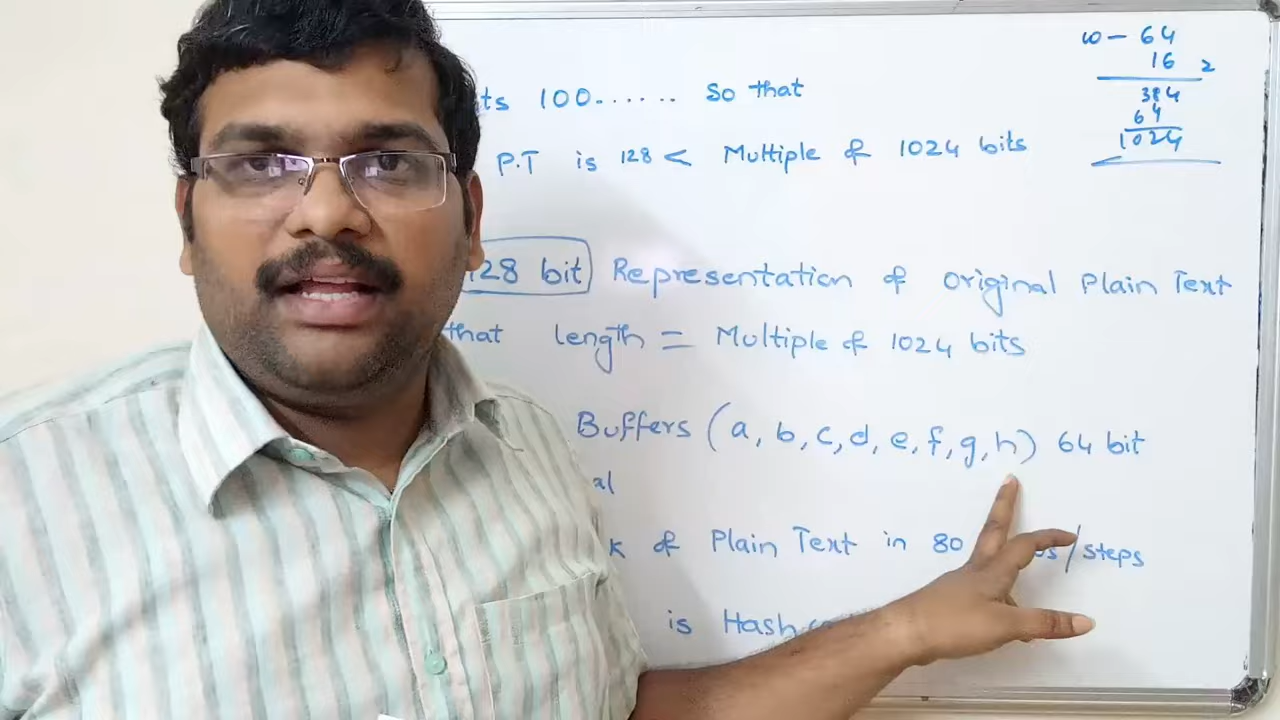 ts 100...... So that
P.T is 128 < Multiple of 1024 bits
128 bit Representation of original Plain Text
that length = Multiple of 1024 bits
Buffers (a, b, c, d, e, f, g, h) 64 bit
al
k of Plain Text in 80 /steps
is Hash
w - 64
16 2
384
64
1024